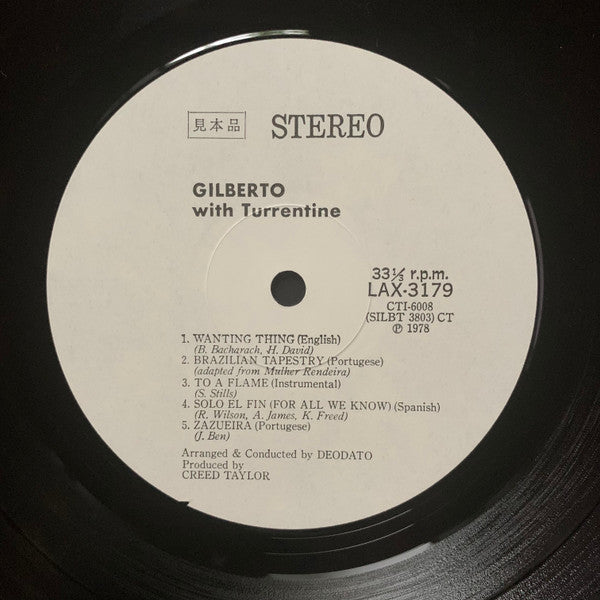 見本品 STEREO
GILBERTO
with Turrentine
33⅓ r.p.m.
LAX-3179
CTI-6008
(SILBT 3803) CT
℗ 1978
1. WANTING THING (English)
(B. Bacharach, H. David)
2. BRAZILIAN TAPESTRY (Portugese)
(adapted from Mulher Rendeira)
3. TO A FLAME (Instrumental)
(S. Stills)
4. SOLO EL FIN (FOR ALL WE KNOW) (Spanish)
(R. Wilson, A. James, K. Freed)
5. ZAZUEIRA (Portugese)
(J. Ben)
Arranged & Conducted by DEODATO
Produced by
CREED TAYLOR